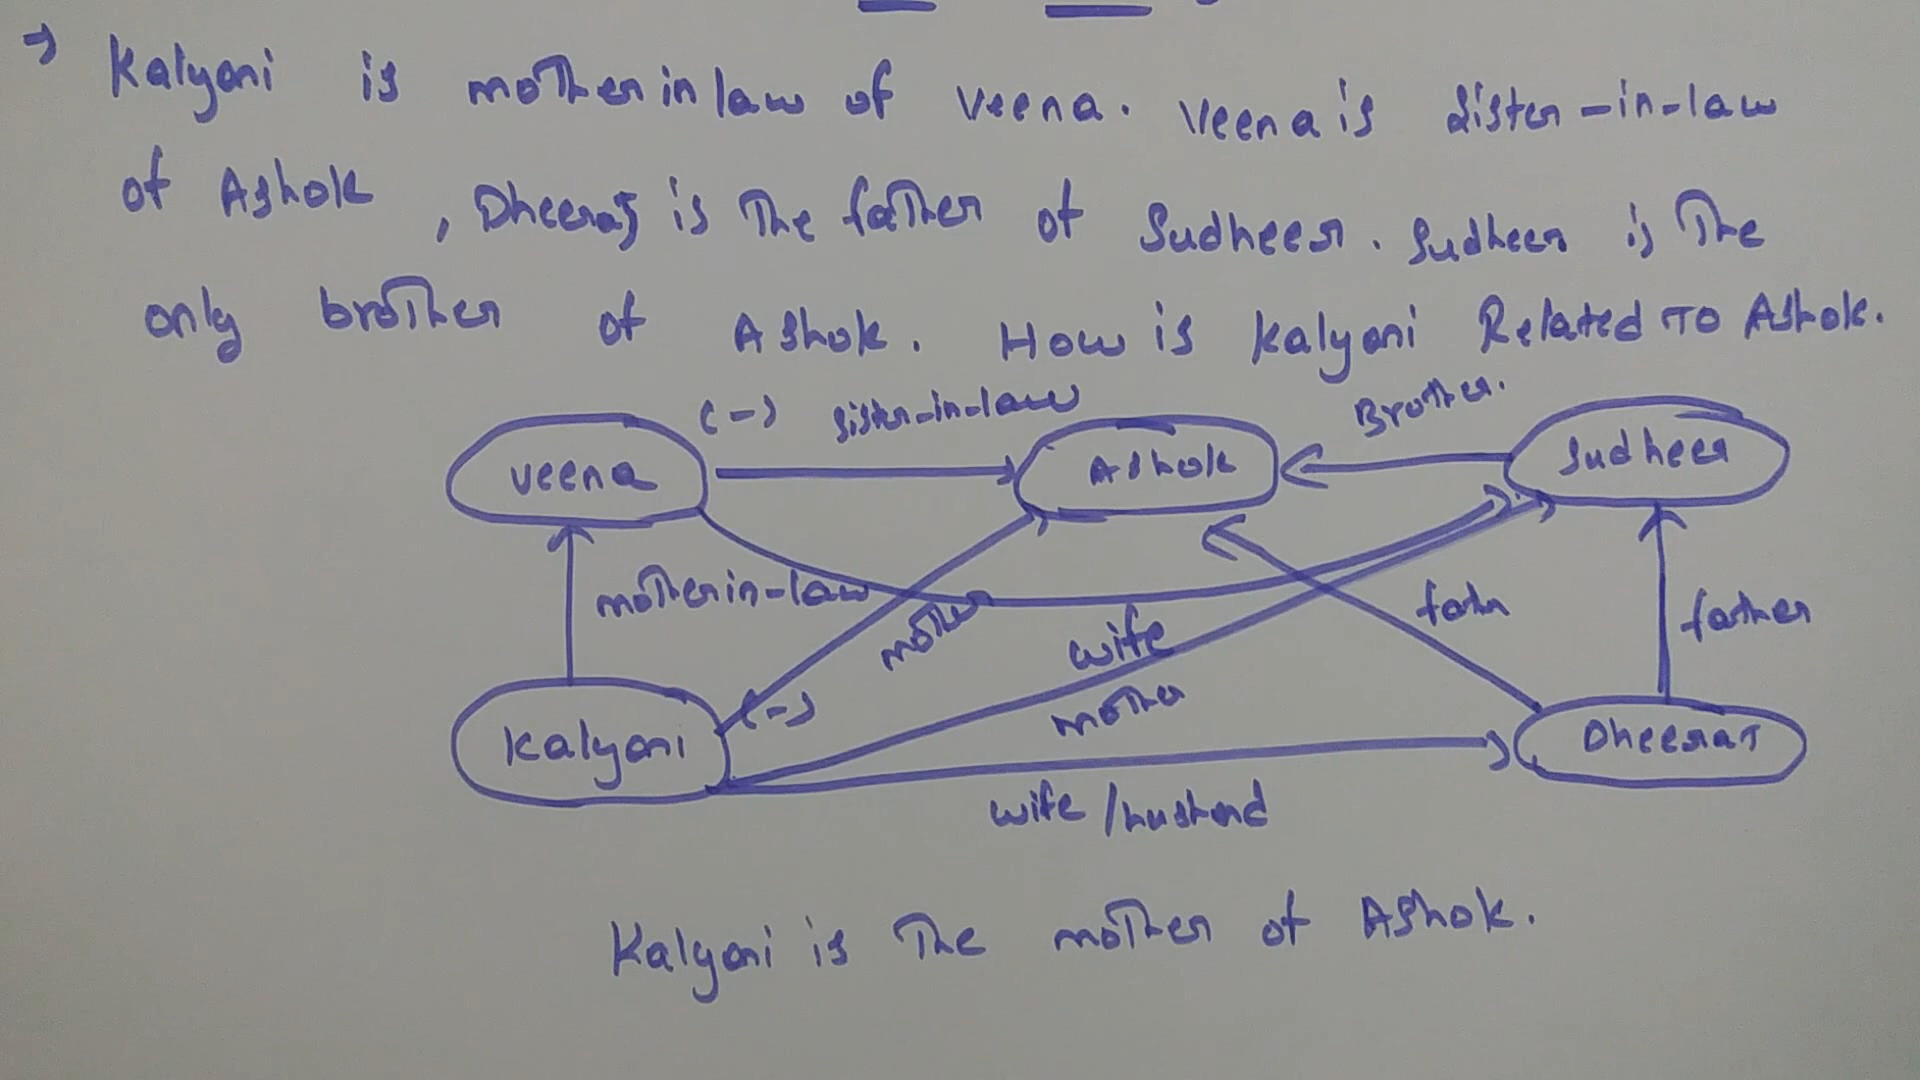 → Kalyani is mother in law of Veena. Veena is Sister-in-law
of Ashok, Dheeraj is The father of Sudheer. Sudheer is The
only brother of Ashok. How is Kalyani Related To Ashok.
(-) Sister-in-law Brother.
Veena Ashok Sudheer
mother in-law mother wife fathr father
(-) mother
Kalyani Dheeraj
wife/husband
Kalyani is The mother of Ashok.